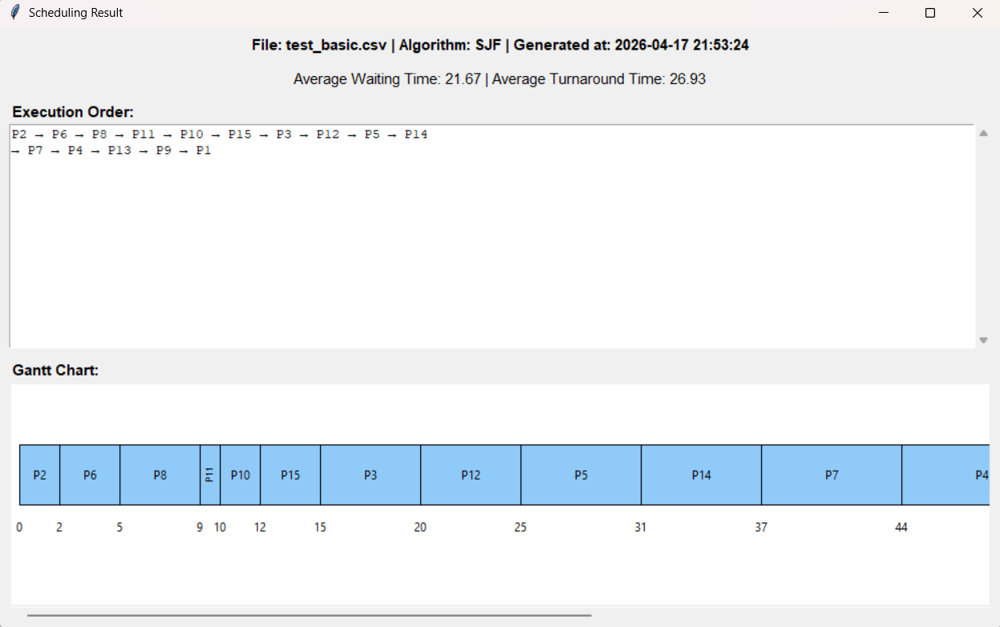 Scheduling Result
File: test_basic.csv | Algorithm: SJF | Generated at: 2026-04-17 21:53:24
Average Waiting Time: 21.67 | Average Turnaround Time: 26.93
Execution Order:
P2 → P6 → P8 → P11 → P10 → P15 → P3 → P12 → P5 → P14
→ P7 → P4 → P13 → P9 → P1
Gantt Chart:
P2 P6 P8 P11 P10 P15 P3 P12 P5 P14 P7 P4
0 2 5 9 10 12 15 20 25 31 37 44